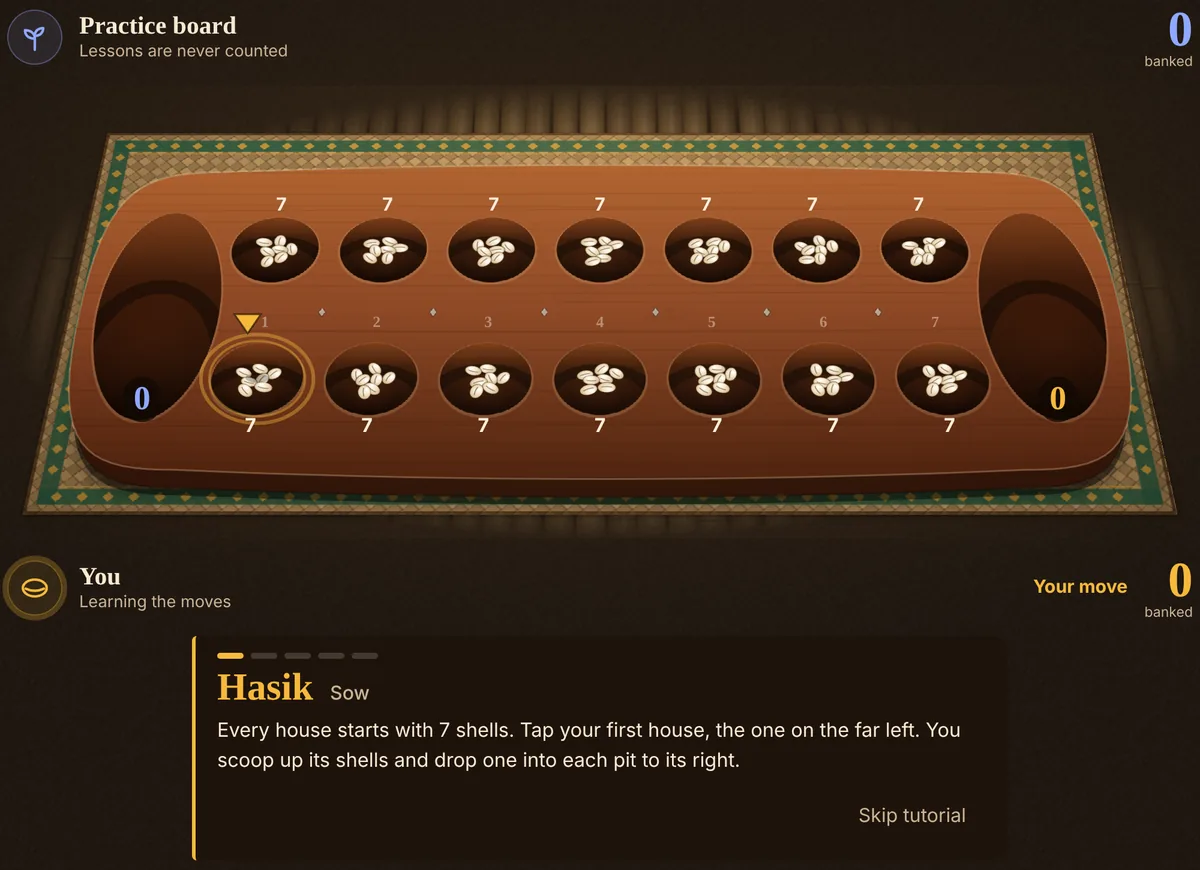 Practice board
Lessons are never counted
0
banked
7 7 7 7 7 7 7
1 2 3 4 5 6 7
0
0
7 7 7 7 7 7 7
You
Learning the moves
Your move
0
banked
Hasik Sow
Every house starts with 7 shells. Tap your first house, the one on the far left. You
scoop up its shells and drop one into each pit to its right.
Skip tutorial